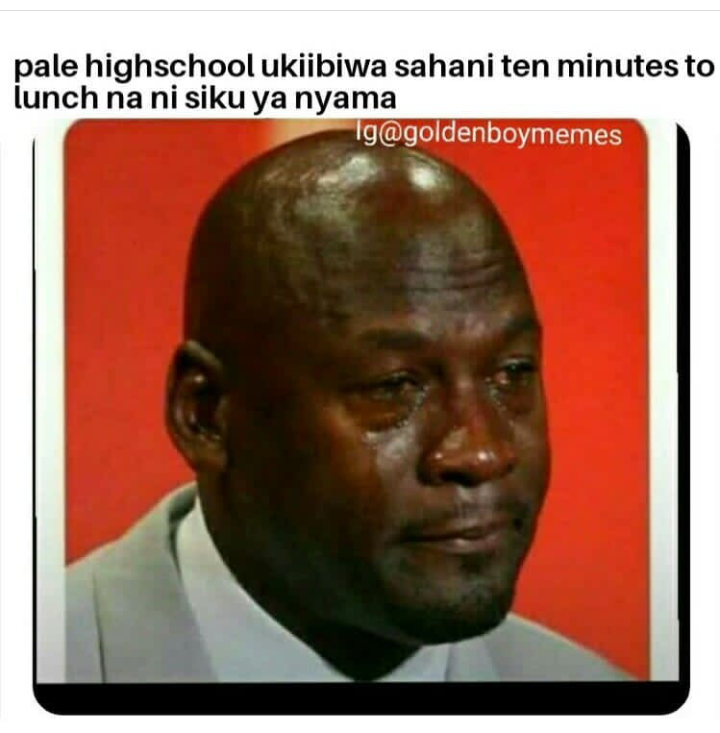 pale highschool ukiibiwa sahani ten minutes to
lunch na ni siku ya nyama
Ig@goldenboymemes